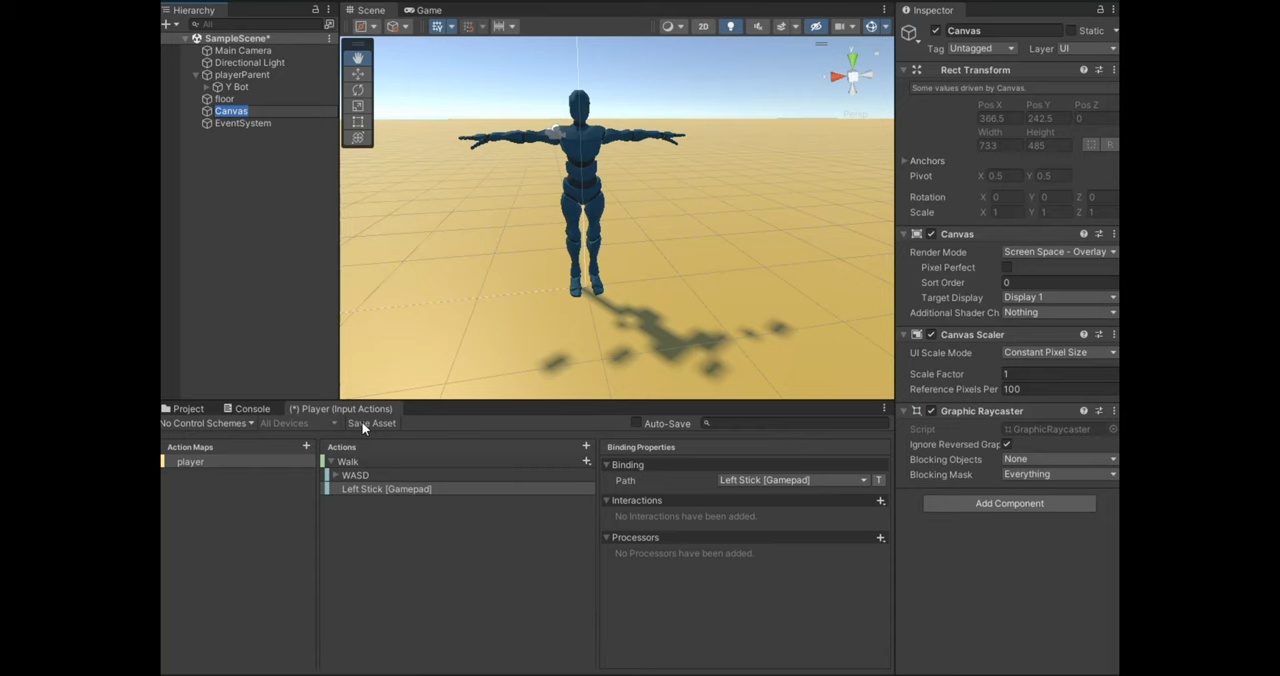 Hierarchy
All
SampleScene*
Main Camera
Directional Light
playerParent
Y Bot
floor
Canvas
EventSystem
Scene
Game
2D
y
x
z
Persp
Inspector
Canvas
Static
Tag Untagged Layer UI
Rect Transform
Some values driven by Canvas.
Pos X Pos Y Pos Z
366.5 242.5 0
Width Height
733 485
R
Anchors
Pivot X 0.5 Y 0.5
Rotation X 0 Y 0 Z 0
Scale X 1 Y 1 Z 1
Canvas
Render Mode Screen Space - Overlay
Pixel Perfect
Sort Order 0
Target Display Display 1
Additional Shader Ch Nothing
Canvas Scaler
UI Scale Mode Constant Pixel Size
Scale Factor 1
Reference Pixels Per 100
Graphic Raycaster
Script GraphicRaycaster
Ignore Reversed Grap
Blocking Objects None
Blocking Mask Everything
Add Component
Project
Console
(*) Player (Input Actions)
No Control Schemes
All Devices
Save Asset
Auto-Save
Action Maps
player
Actions
Walk
WASD
Left Stick [Gamepad]
Binding Properties
Binding
Path Left Stick [Gamepad] T
Interactions
No Interactions have been added.
Processors
No Processors have been added.